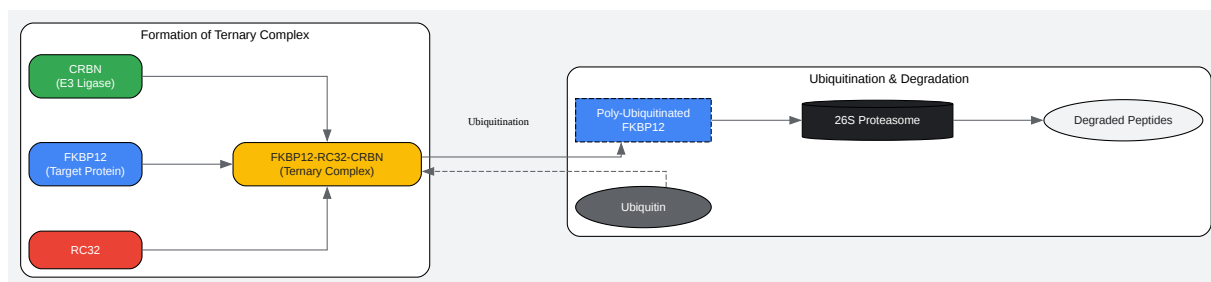 Formation of Ternary Complex
CRBN
(E3 Ligase)
FKBP12
(Target Protein)
RC32
FKBP12-RC32-CRBN
(Ternary Complex)
Ubiquitination
Ubiquitination & Degradation
Poly-Ubiquitinated
FKBP12
26S Proteasome
Degraded Peptides
Ubiquitin